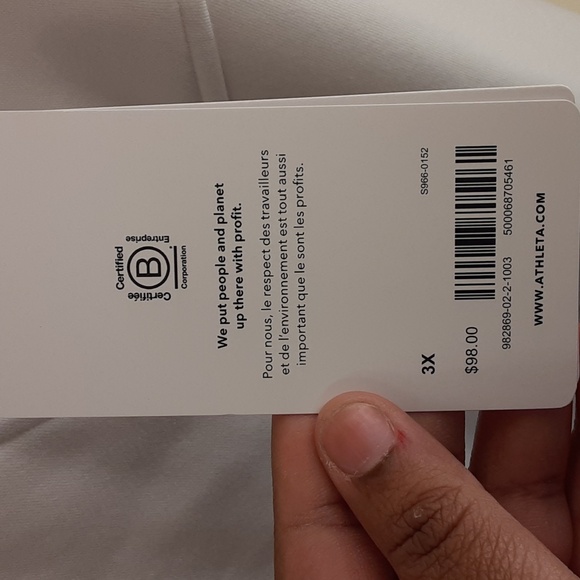 Certified
B
Corporation
Certifiée
Entreprise
We put people and planet
up there with profit.
Pour nous, le respect des travailleurs
et de l'environnement est tout aussi
important que le sont les profits.
3X
S966-0152
$98.00
982869-02-2-1003 500068705461
WWW.ATHLETA.COM